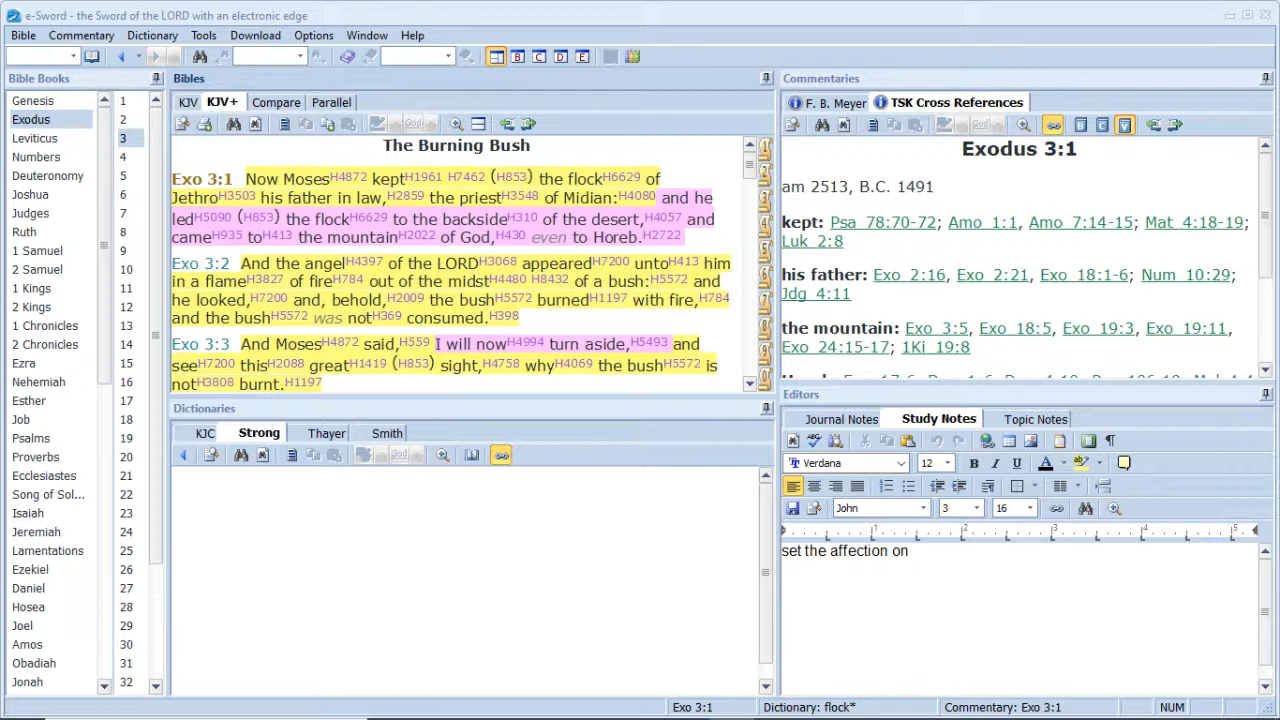 e-Sword - the Sword of the LORD with an electronic edge
Bible Commentary Dictionary Tools Download Options Window Help
B C D E
Bible Books
Genesis
Exodus
Leviticus
Numbers
Deuteronomy
Joshua
Judges
Ruth
1 Samuel
2 Samuel
1 Kings
2 Kings
1 Chronicles
2 Chronicles
Ezra
Nehemiah
Esther
Job
Psalms
Proverbs
Ecclesiastes
Song of Sol...
Isaiah
Jeremiah
Lamentations
Ezekiel
Daniel
Hosea
Joel
Amos
Obadiah
Jonah
1
2
3
4
5
6
7
8
9
10
11
12
13
14
15
16
17
18
19
20
21
22
23
24
25
26
27
28
29
30
31
32
Bibles
KJV KJV+ Compare Parallel
The Burning Bush
Exo 3:1 Now MosesH4872 keptH1961 H7462 (H853) the flockH6629 of
JethroH3503 his father in law,H2859 the priestH3548 of Midian:H4080 and he
ledH5090 (H853) the flockH6629 to the backsideH310 of the desert,H4057 and
cameH935 toH413 the mountainH2022 of God,H430 even to Horeb.H2722
Exo 3:2 And the angelH4397 of the LORDH3068 appearedH7200 untoH413 him
in a flameH3827 of fireH784 out of the midstH4480 H8432 of a bush:H5572 and
he looked,H7200 and, behold,H2009 the bushH5572 burnedH1197 with fire,H784
and the bushH5572 was notH369 consumed.H398
Exo 3:3 And MosesH4872 said,H559 I will nowH4994 turn aside,H5493 and
seeH7200 thisH2088 greatH1419 (H853) sight,H4758 whyH4069 the bushH5572 is
notH3808 burnt.H1197
Dictionaries
KJC Strong Thayer Smith
Commentaries
F. B. Meyer TSK Cross References
Exodus 3:1
am 2513, B.C. 1491
kept: Psa 78:70-72; Amo 1:1, Amo 7:14-15; Mat 4:18-19;
Luk 2:8
his father: Exo 2:16, Exo 2:21, Exo 18:1-6; Num 10:29;
Jdg 4:11
the mountain: Exo 3:5, Exo 18:5, Exo 19:3, Exo 19:11,
Exo 24:15-17; 1Ki 19:8
Editors
Journal Notes Study Notes Topic Notes
Verdana 12 B I U A
John 3 16
1 2 3 4 5
set the affection on
Exo 3:1 Dictionary: flock* Commentary: Exo 3:1 NUM